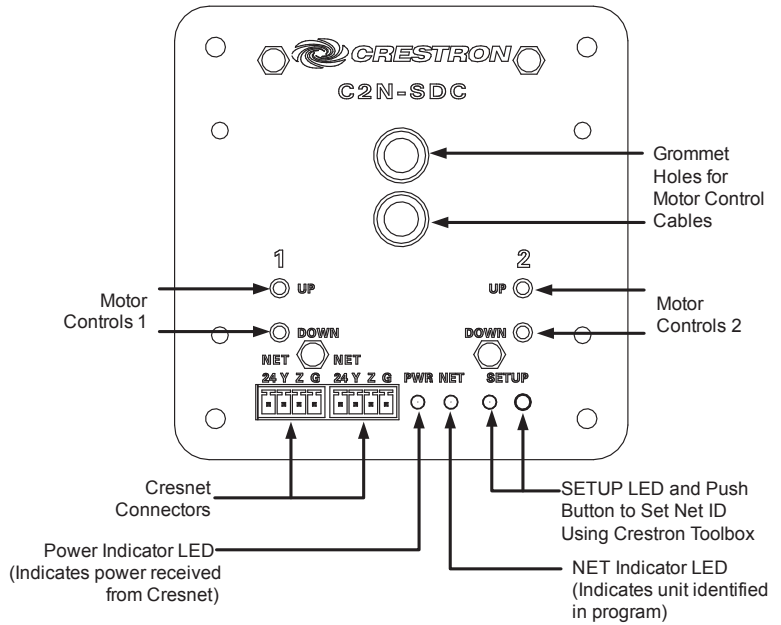 CRESTRON
C2N-SDC
Grommet
Holes for
Motor Control
Cables
1
2
UP
UP
Motor
Controls 1
Motor
Controls 2
DOWN
DOWN
NET
NET
24 Y Z G
24 Y Z G
PWR
NET
SETUP
Cresnet
Connectors
SETUP LED and Push
Button to Set Net ID
Using Crestron Toolbox
Power Indicator LED
(Indicates power received
from Cresnet)
NET Indicator LED
(Indicates unit identified
in program)